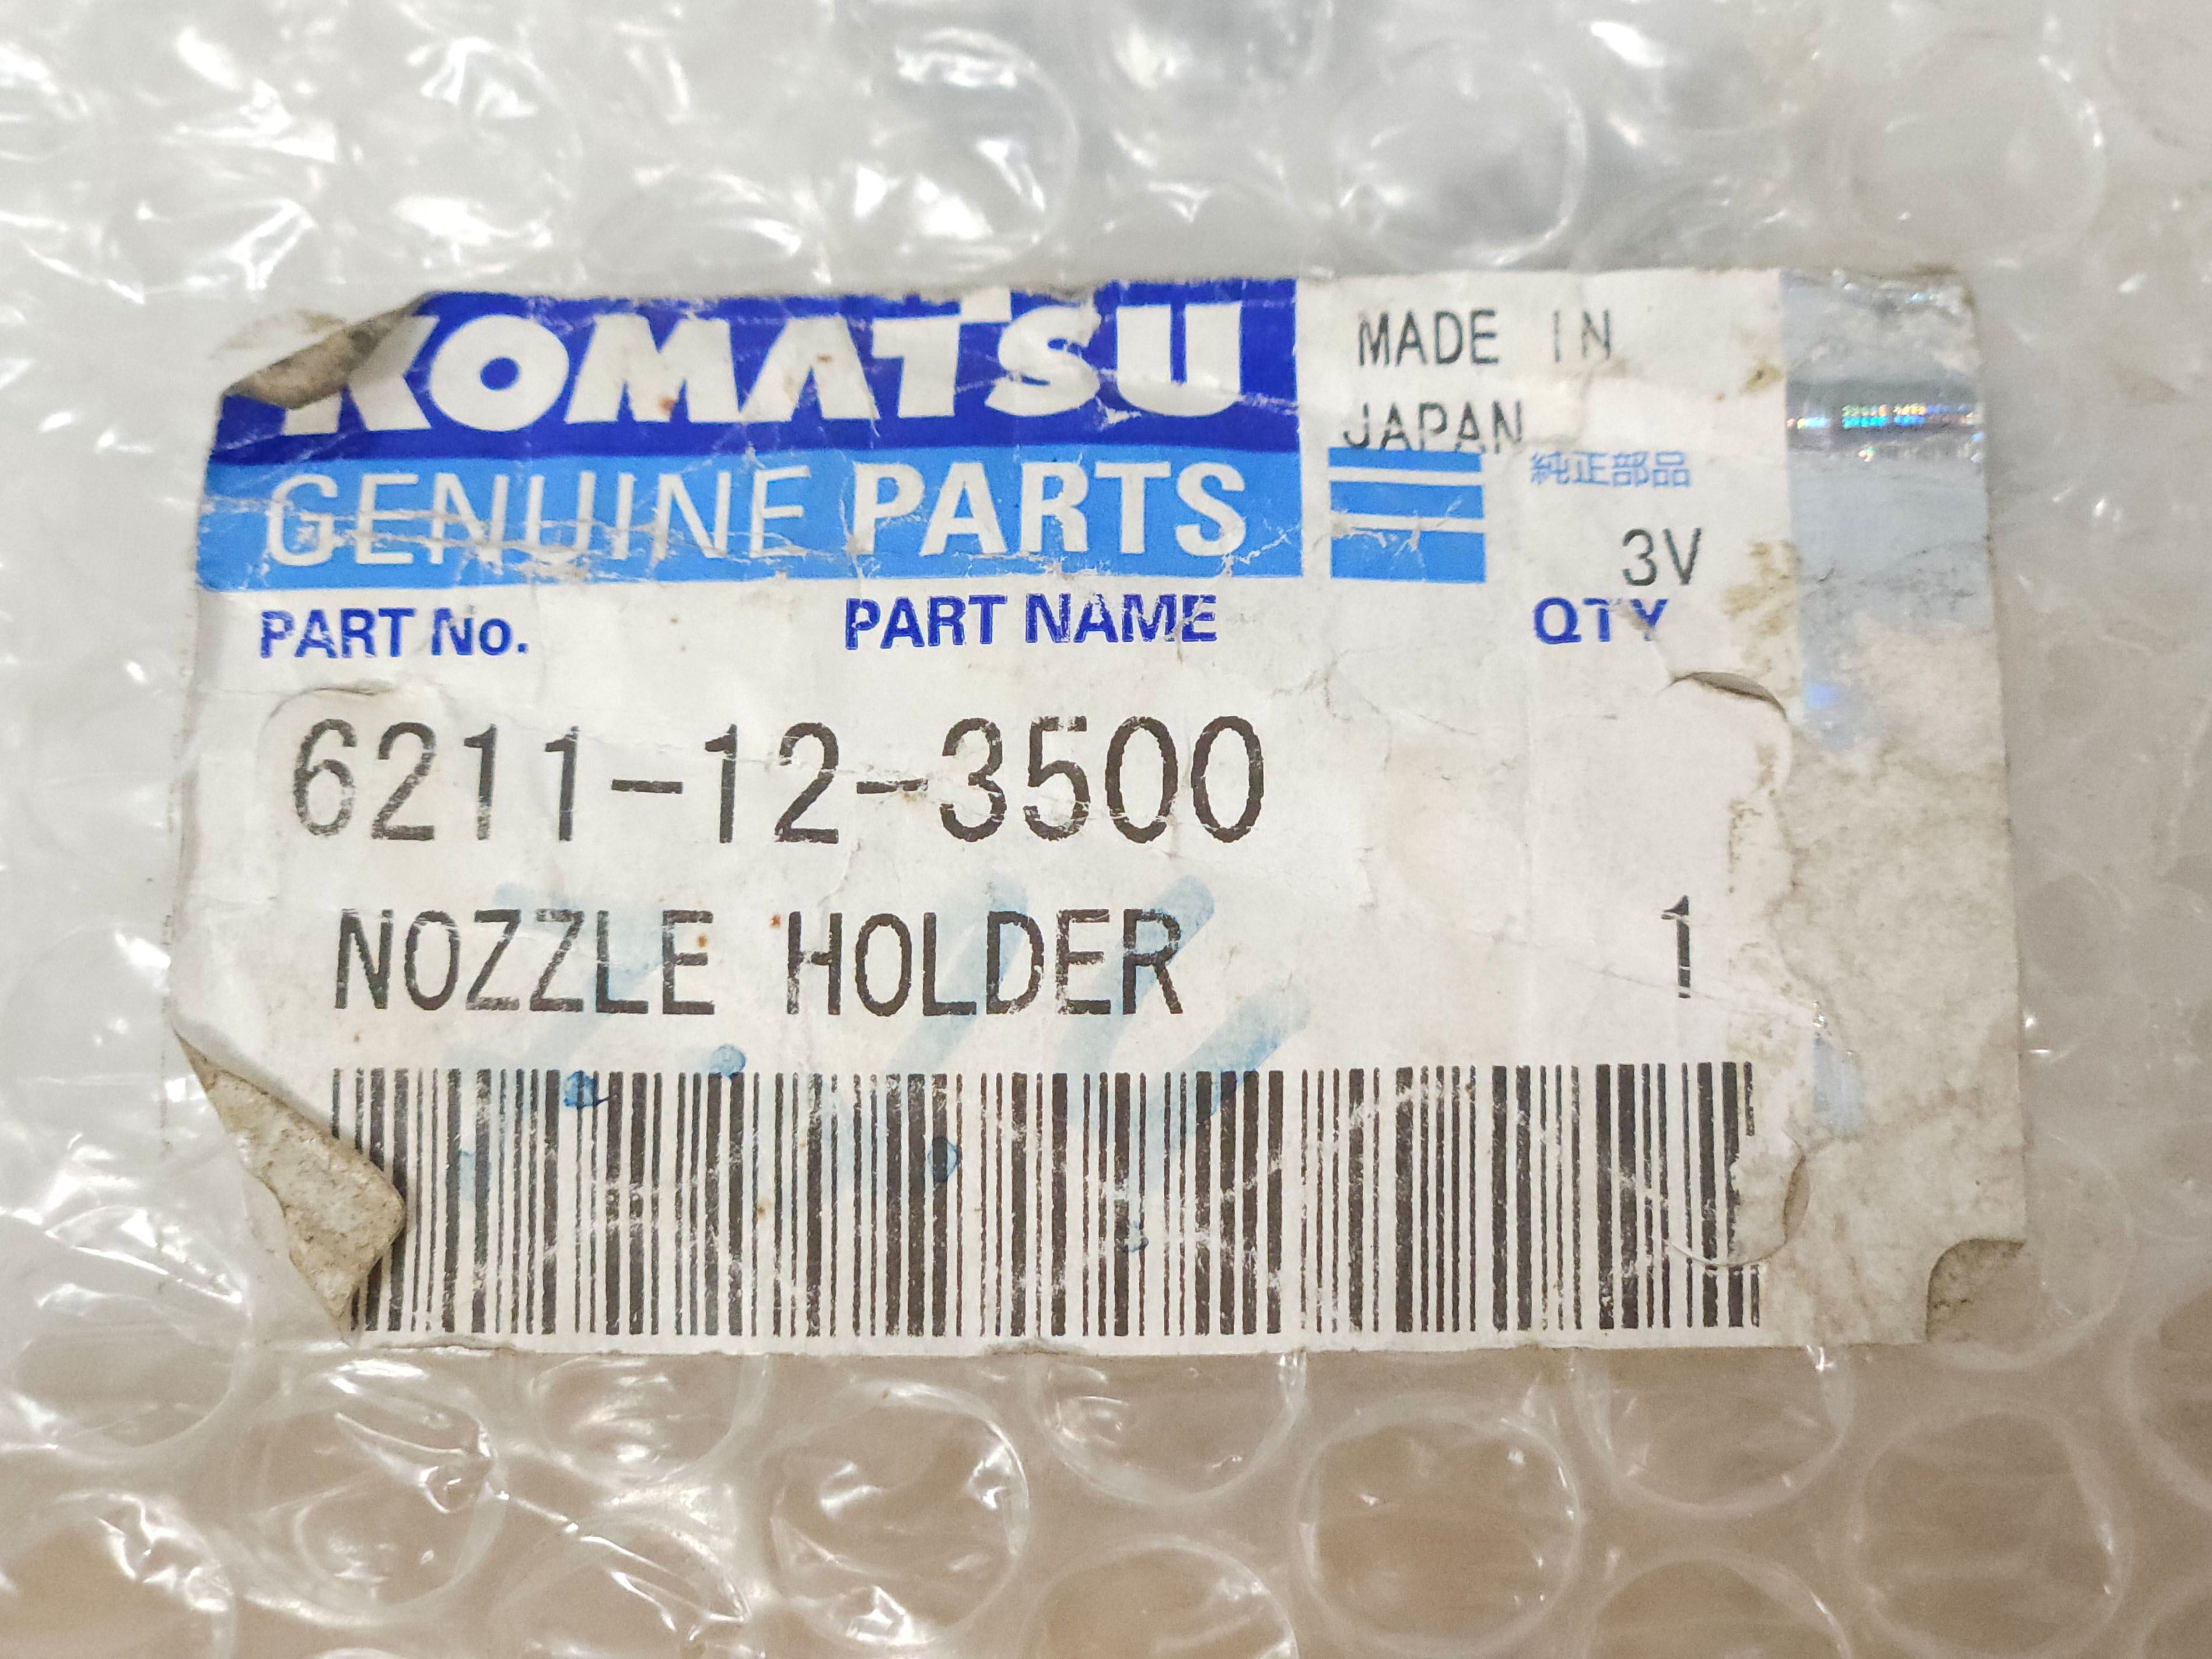 KOMATSU
GENUINE PARTS
MADE IN
JAPAN
純正部品
3V
PART No. PART NAME QTY
6211-12-3500
NOZZLE HOLDER 1